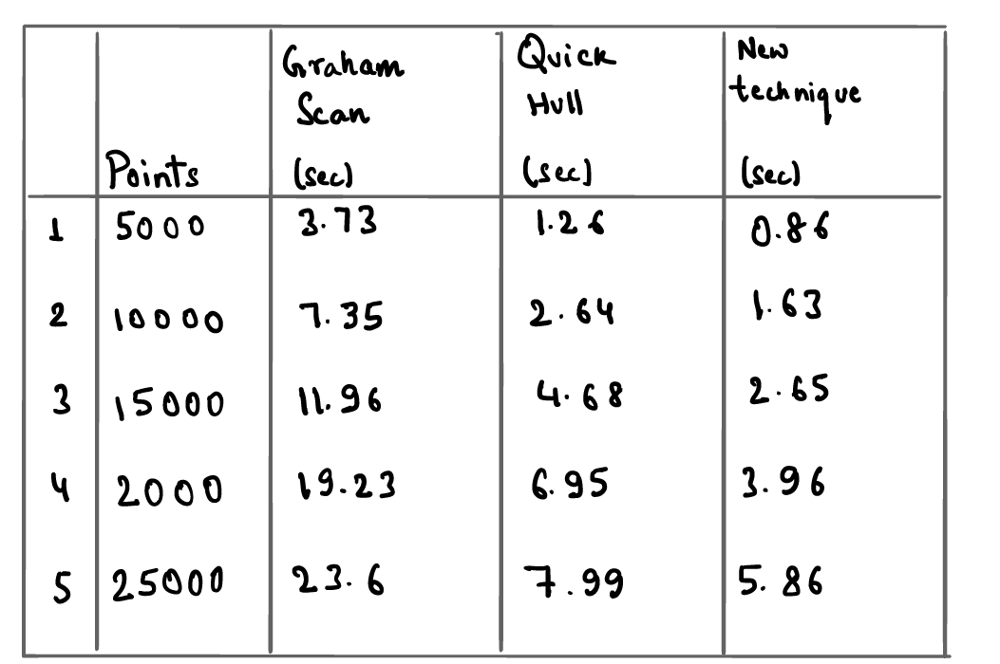 Points Graham Scan (sec) Quick Hull (sec) New technique (sec)
1 5000 3.73 1.26 0.86
2 10000 7.35 2.64 1.63
3 15000 11.96 4.68 2.65
4 2000 19.23 6.95 3.96
5 25000 23.6 7.99 5.86